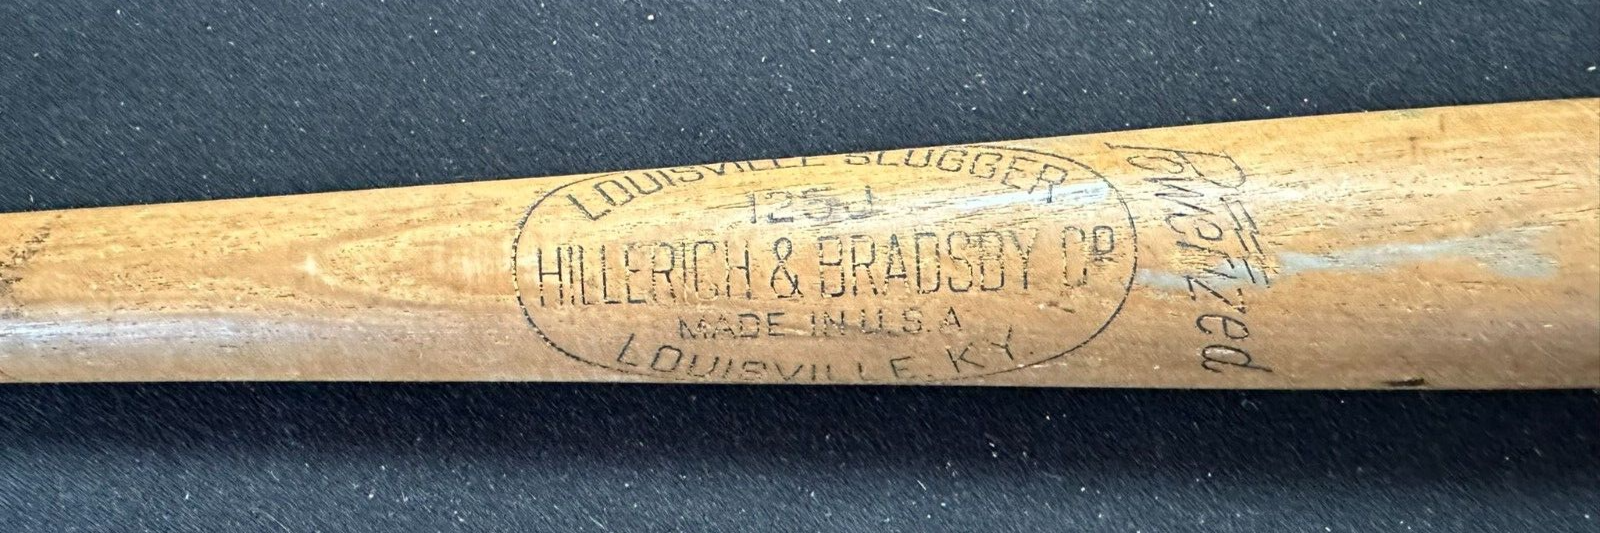 LOUISVILLE SLUGGER
125J
HILLERICH & BRADSBY Co
MADE IN U.S.A
LOUISVILLE, KY.
Powerized